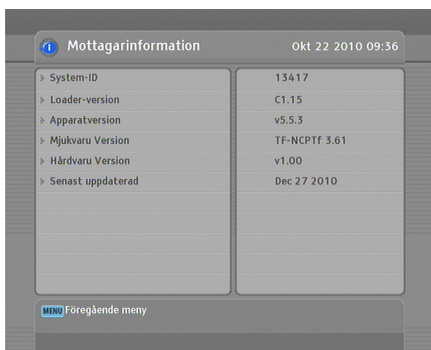 Mottagarinformation Okt 22 2010 09:36
System-ID 13417
Loader-version C1.15
Apparatversion v5.5.3
Mjukvaru Version TF-NCPTf 3.61
Hårdvaru Version v1.00
Senast uppdaterad Dec 27 2010
MENU Föregående meny